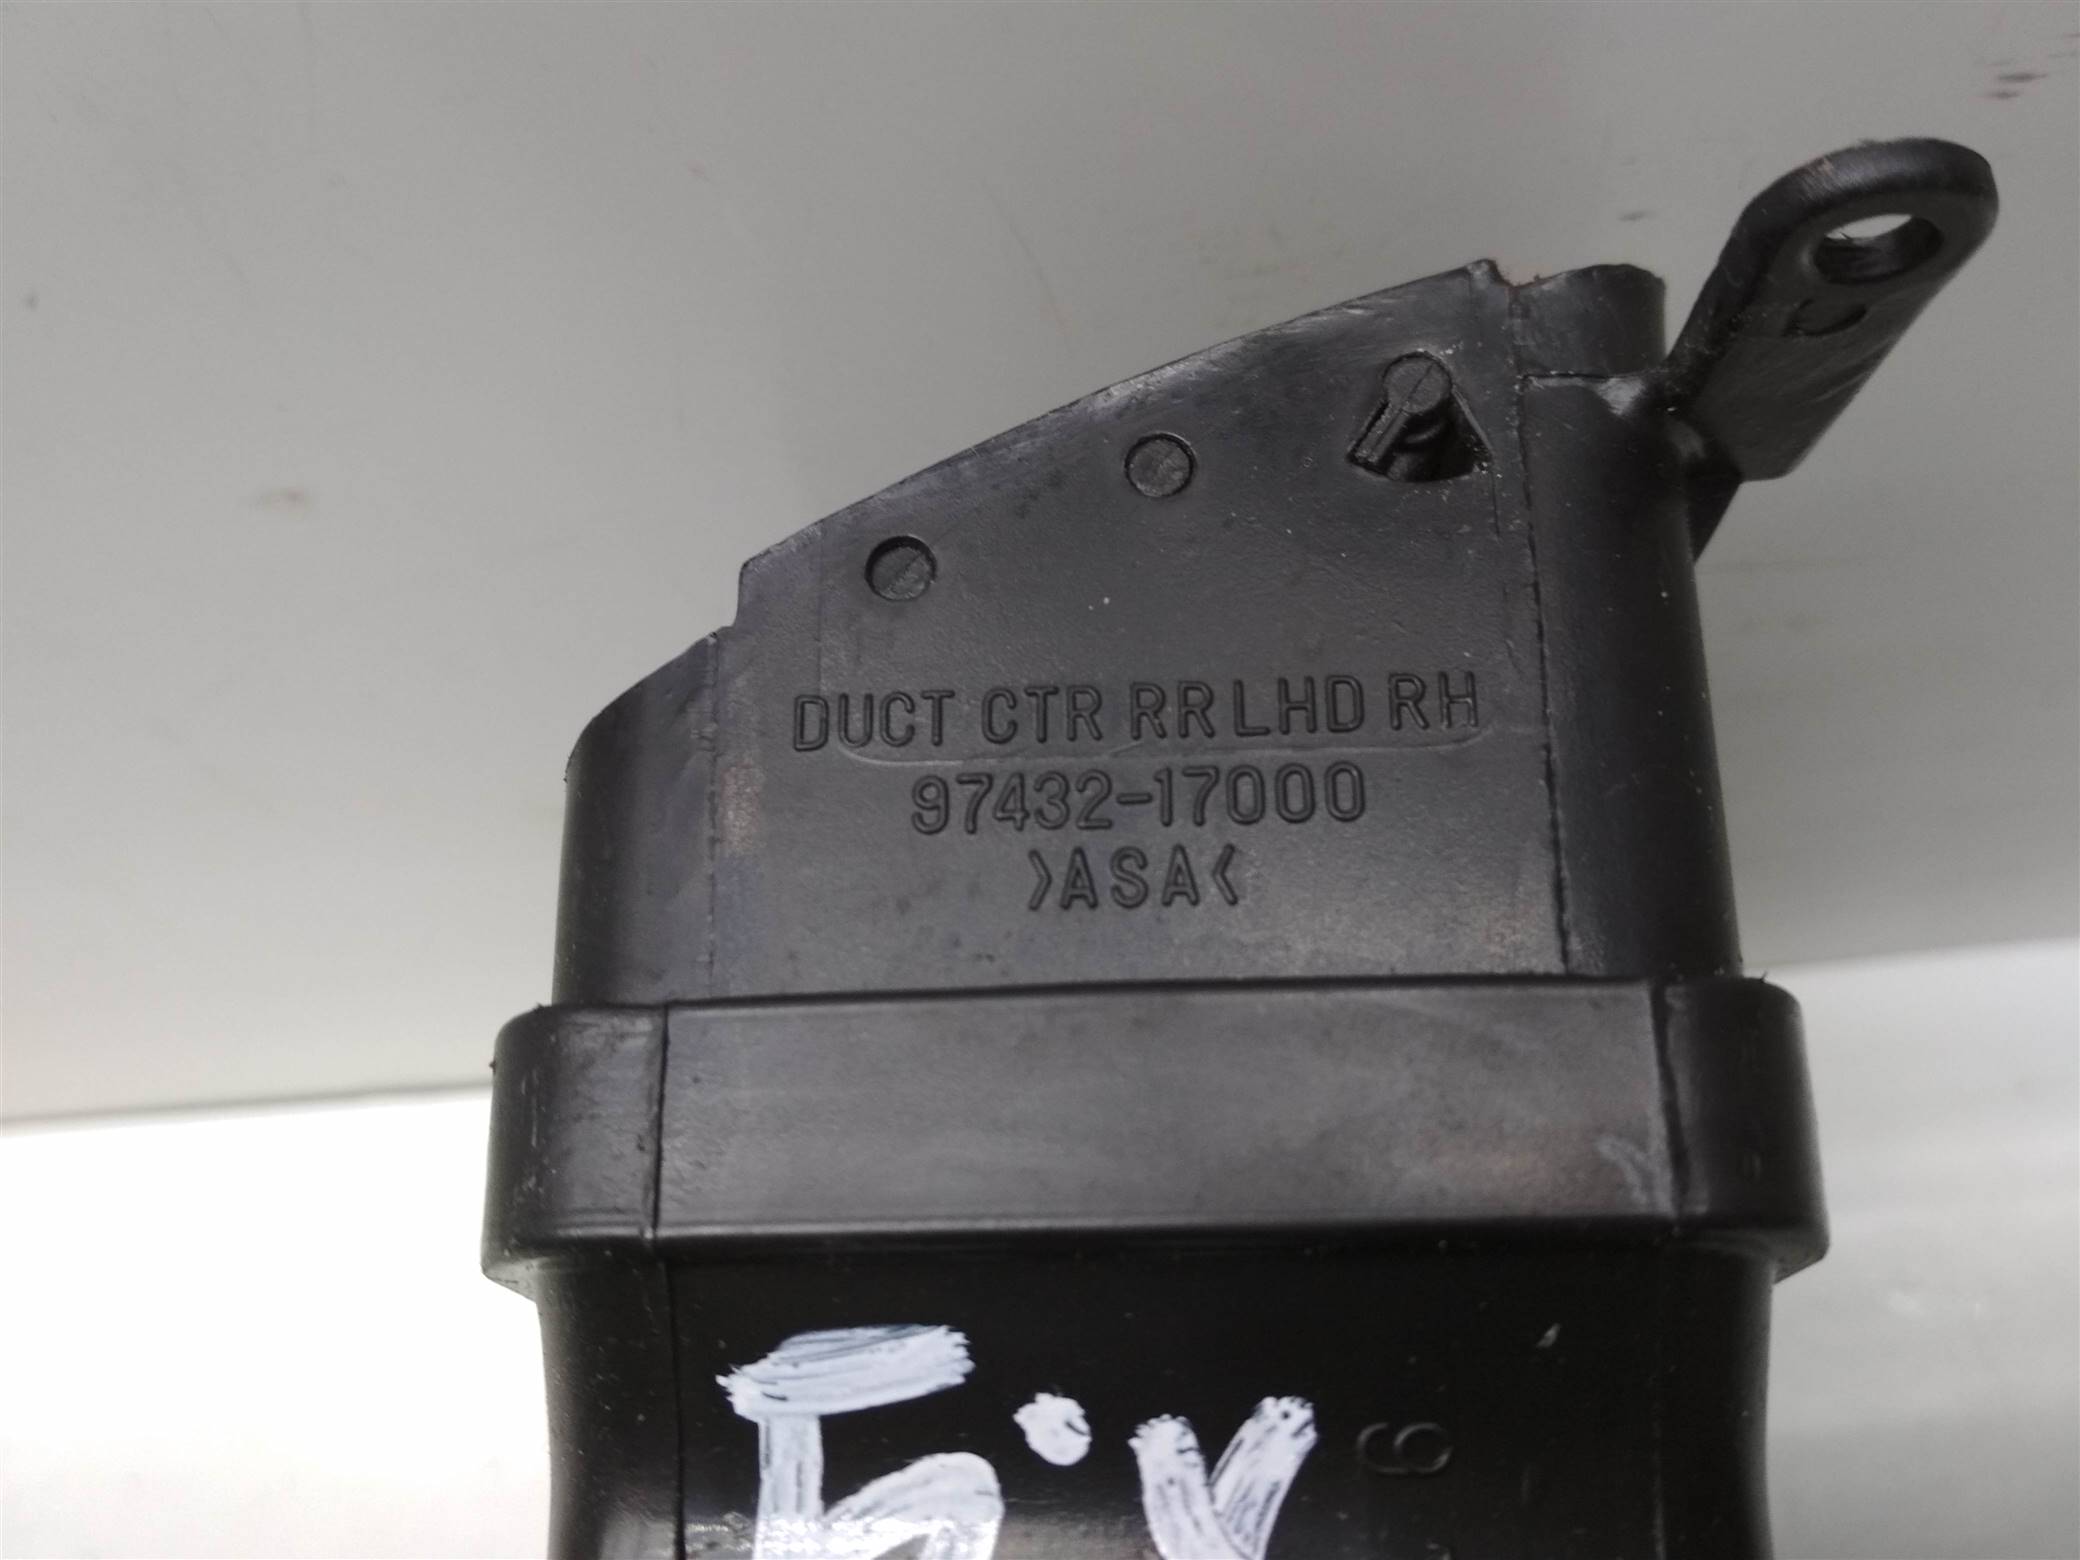 DUCT CTR RR LHD RH
97432-17000
>ASA<